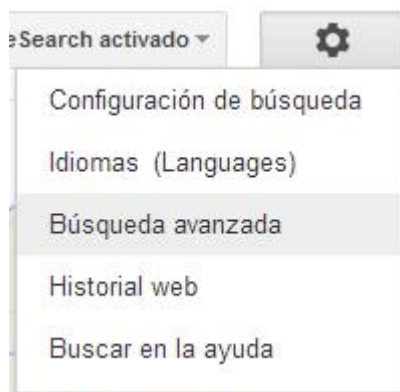 eSearch activado
Configuración de búsqueda
Idiomas (Languages)
Búsqueda avanzada
Historial web
Buscar en la ayuda